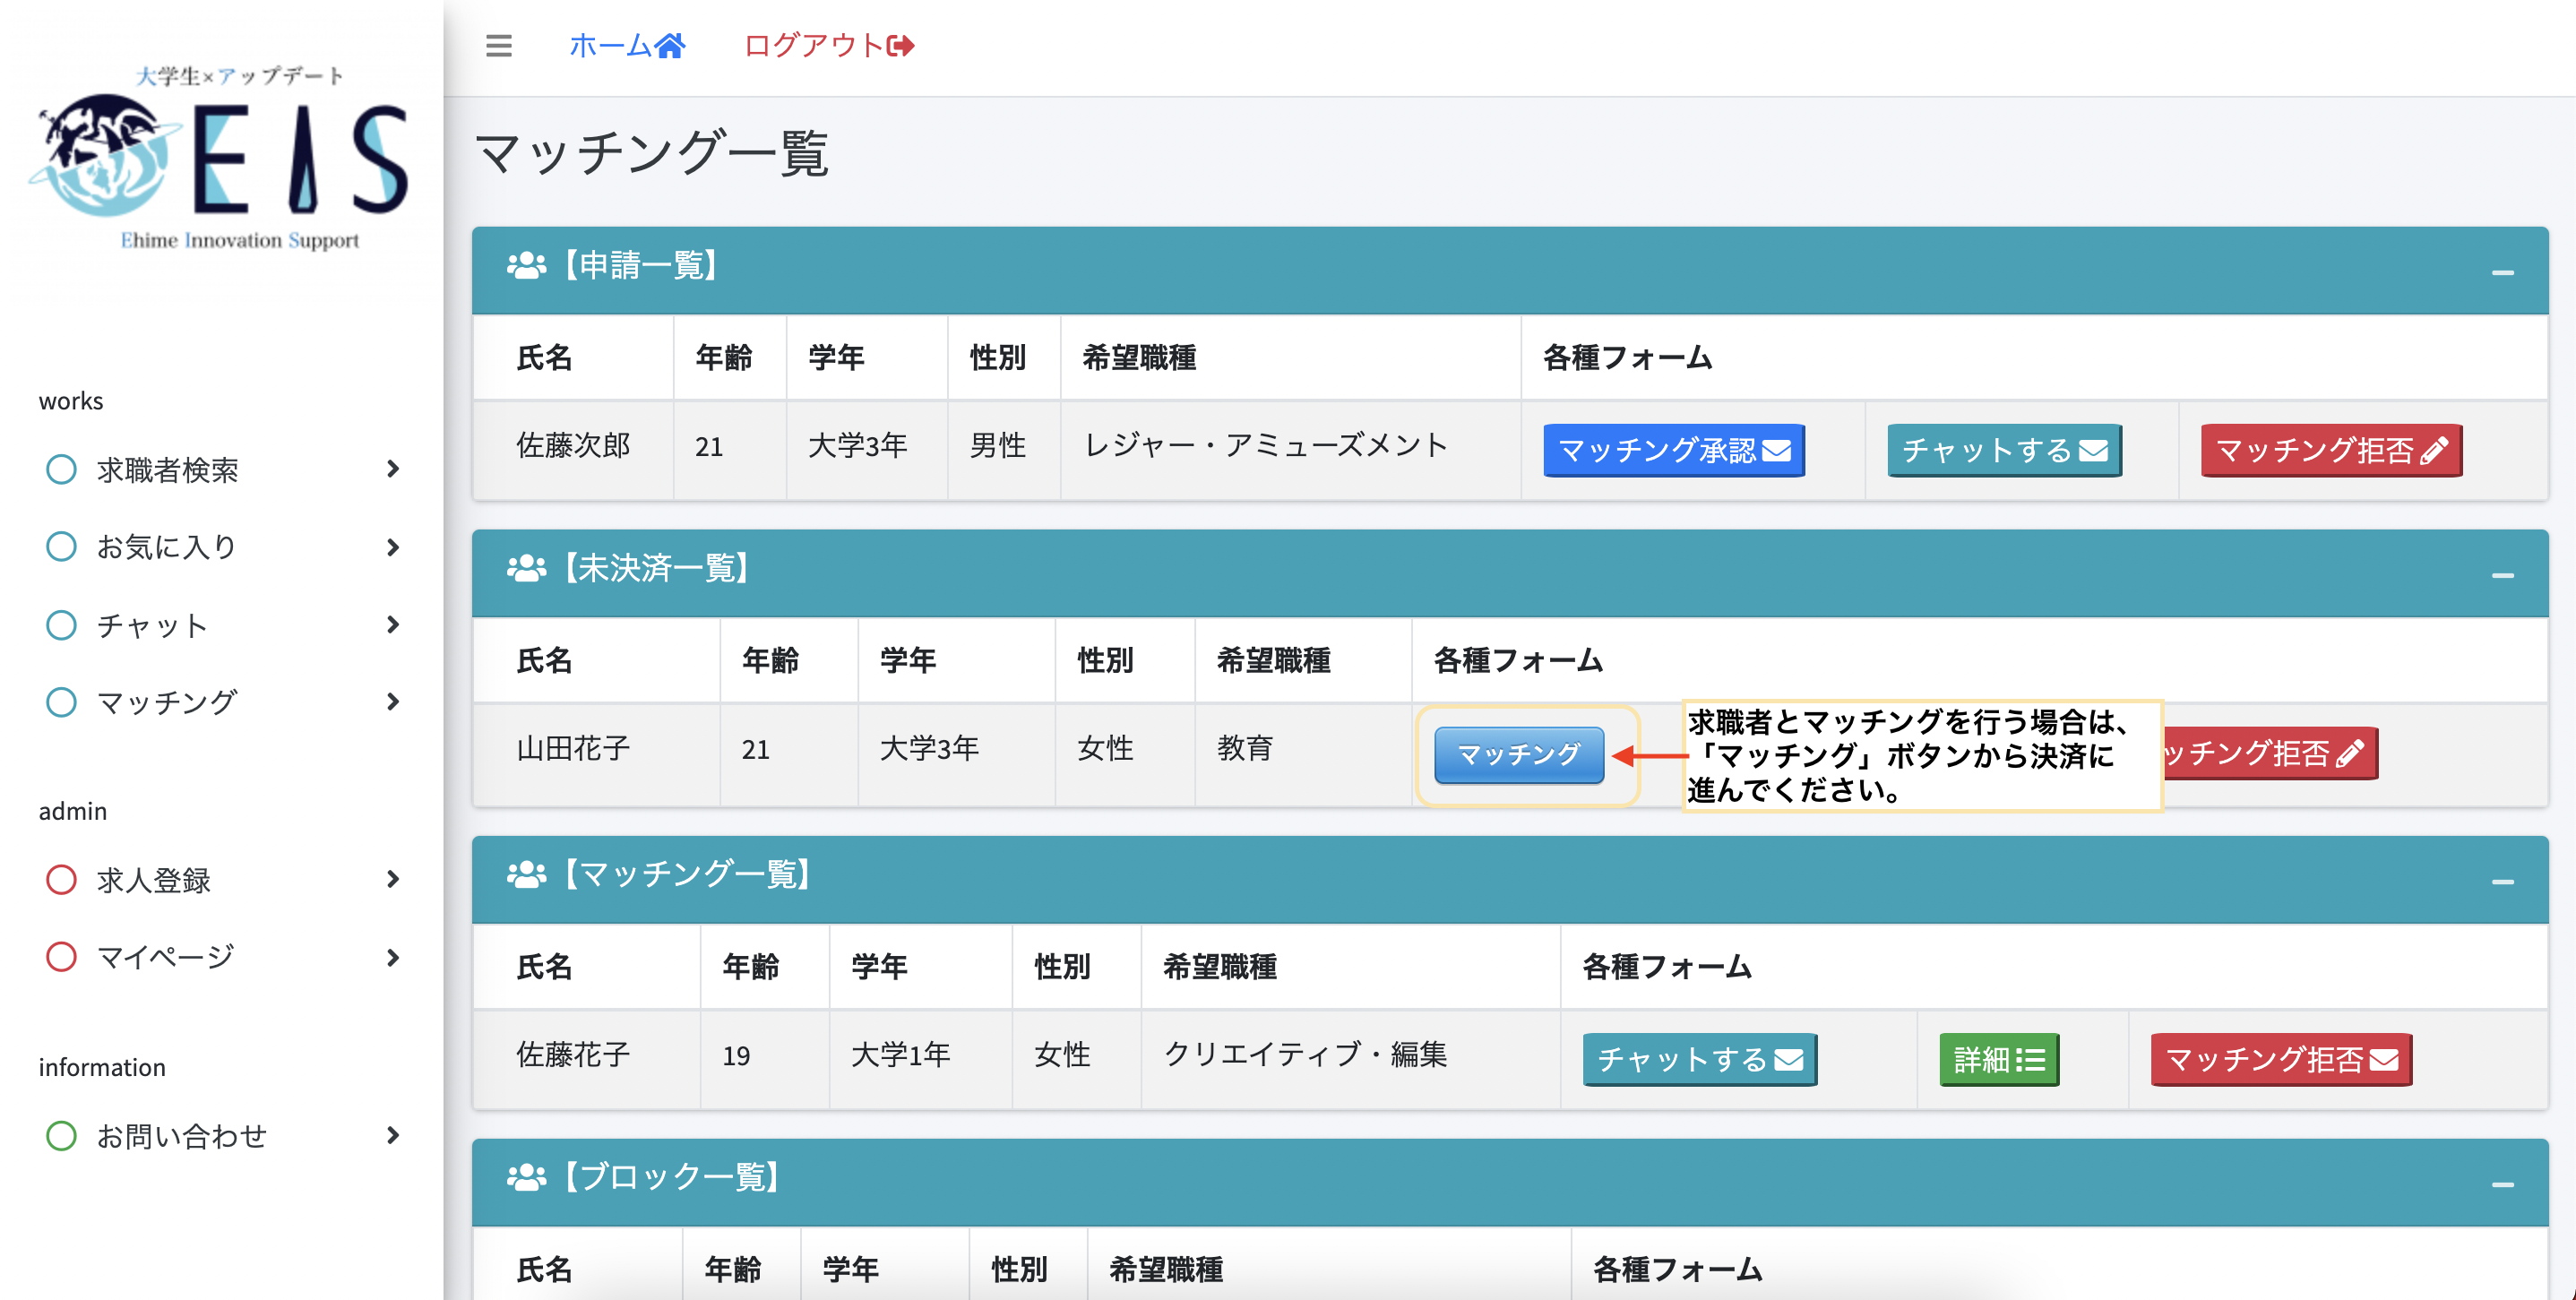 大学生×アップデート
EIS
Ehime Innovation Support
works
求職者検索
お気に入り
チャット
マッチング
admin
求人登録
マイページ
information
お問い合わせ
ホーム ログアウト
マッチング一覧
【申請一覧】
氏名 年齢 学年 性別 希望職種 各種フォーム
佐藤次郎 21 大学3年 男性 レジャー・アミューズメント マッチング承認 チャットする マッチング拒否
【未決済一覧】
氏名 年齢 学年 性別 希望職種 各種フォーム
山田花子 21 大学3年 女性 教育 マッチング ッチング拒否
求職者とマッチングを行う場合は、
「マッチング」ボタンから決済に
進んでください。
【マッチング一覧】
氏名 年齢 学年 性別 希望職種 各種フォーム
佐藤花子 19 大学1年 女性 クリエイティブ・編集 チャットする 詳細 マッチング拒否
【ブロック一覧】
氏名 年齢 学年 性別 希望職種 各種フォーム